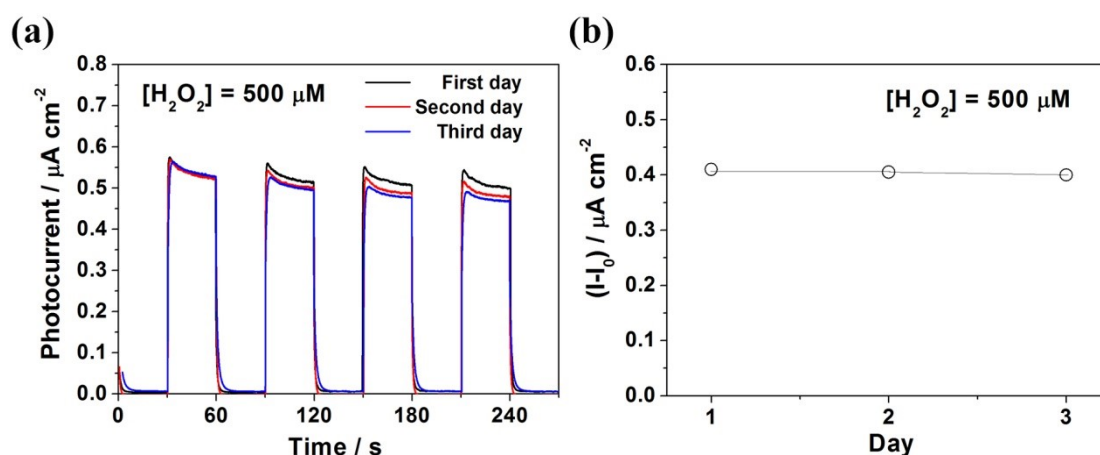 (a)
0.8
0.7
0.6
0.5
0.4
0.3
0.2
0.1
0.0
Photocurrent / μA cm⁻²
[H₂O₂] = 500 μM
First day
Second day
Third day
0 60 120 180 240
Time / s
(b)
0.6
0.5
0.4
0.3
0.2
0.1
0.0
(I-I₀) / μA cm⁻²
[H₂O₂] = 500 μM
1 2 3
Day